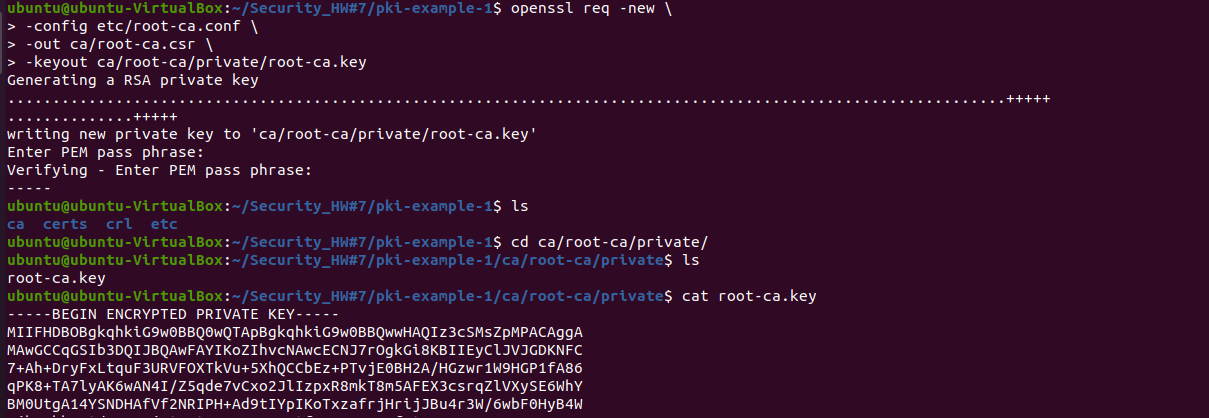 ubuntu@ubuntu-VirtualBox:~/Security_HW#7/pki-example-1$ openssl req -new \
> -config etc/root-ca.conf \
> -out ca/root-ca.csr \
> -keyout ca/root-ca/private/root-ca.key
Generating a RSA private key
................................................................................................................+++++
..............+++++
writing new private key to 'ca/root-ca/private/root-ca.key'
Enter PEM pass phrase:
Verifying - Enter PEM pass phrase:
-----
ubuntu@ubuntu-VirtualBox:~/Security_HW#7/pki-example-1$ ls
ca  certs  crl  etc
ubuntu@ubuntu-VirtualBox:~/Security_HW#7/pki-example-1$ cd ca/root-ca/private/
ubuntu@ubuntu-VirtualBox:~/Security_HW#7/pki-example-1/ca/root-ca/private$ ls
root-ca.key
ubuntu@ubuntu-VirtualBox:~/Security_HW#7/pki-example-1/ca/root-ca/private$ cat root-ca.key
-----BEGIN ENCRYPTED PRIVATE KEY-----
MIIFHDBOBgkqhkiG9w0BBQ0wQTApBgkqhkiG9w0BBQwwHAQIz3cSMsZpMPACAggA
MAwGCCqGSIb3DQIJBQAwFAYIKoZIhvcNAwcECNJ7rOgkGi8KBIIEyClJVJGDKNFC
7+Ah+DryFxLtquF3URVFOXTkVu+5XhQCCbEz+PTvjE0BH2A/HGzwr1W9HGP1fA86
qPK8+TA7lyAK6wAN4I/Z5qde7vCxo2JlIzpxR8mkT8m5AFEX3csrqZlVXySE6WhY
BM0UtgA14YSNDHAfVf2NRIPH+Ad9tIYpIKoTxzafrjHrijJBu4r3W/6wbF0HyB4W